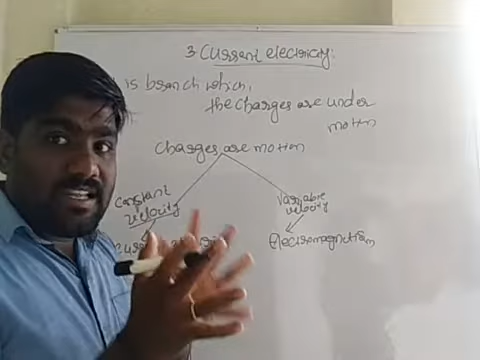 3 Current electricity:
is branch which,
the charges are under
motion
charges are motion
constant
velocity
variable
velocity
Electromagnetism